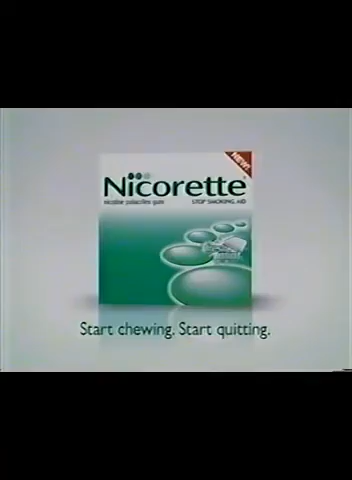 NEW!
Nicorette®
nicotine polacrilex gum STOP SMOKING AID
Start chewing. Start quitting.